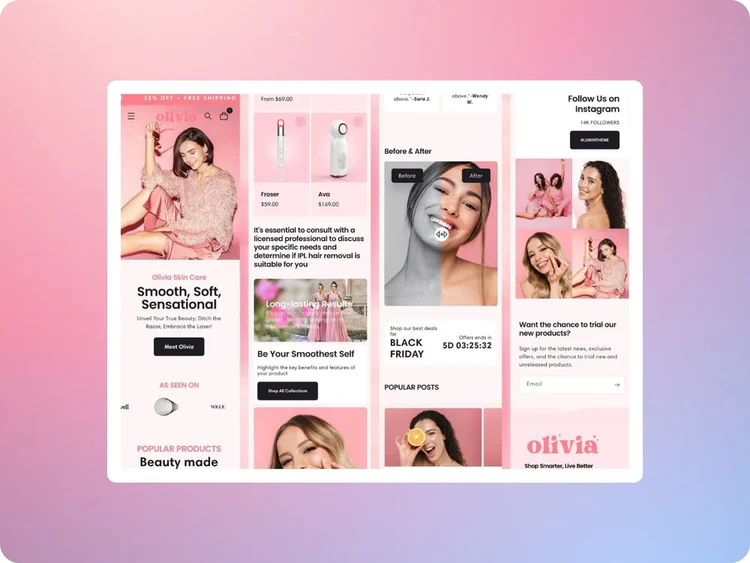 35% OFF + FREE SHIPPING
olivia
1
Olivia Skin Care
Smooth, Soft,
Sensational
Unveil Your True Beauty: Ditch the
Razor, Embrace the Laser!
Meet Olivia
AS SEEN ON
VOGUE
POPULAR PRODUCTS
Beauty made
From $69.00
Froser
$59.00
Ava
$169.00
It's essential to consult with a
licensed professional to discuss
your specific needs and
determine if IPL hair removal is
suitable for you
Long-lasting Results
Be Your Smoothest Self
Highlight the key benefits and features of
your product
Shop All Collections
above."-Sara J.
above."-Wendy
W.
Before & After
Before
After
Shop our best deals
for
BLACK
FRIDAY
Offers ends in
5D 03:25:32
POPULAR POSTS
Follow Us on
Instagram
14K FOLLOWERS
#LUMINTHEME
Want the chance to trial our
new products?
Sign up for the latest news, exclusive
offers, and the chance to trial new and
unreleased products.
Email
olivia
Shop Smarter, Live Better